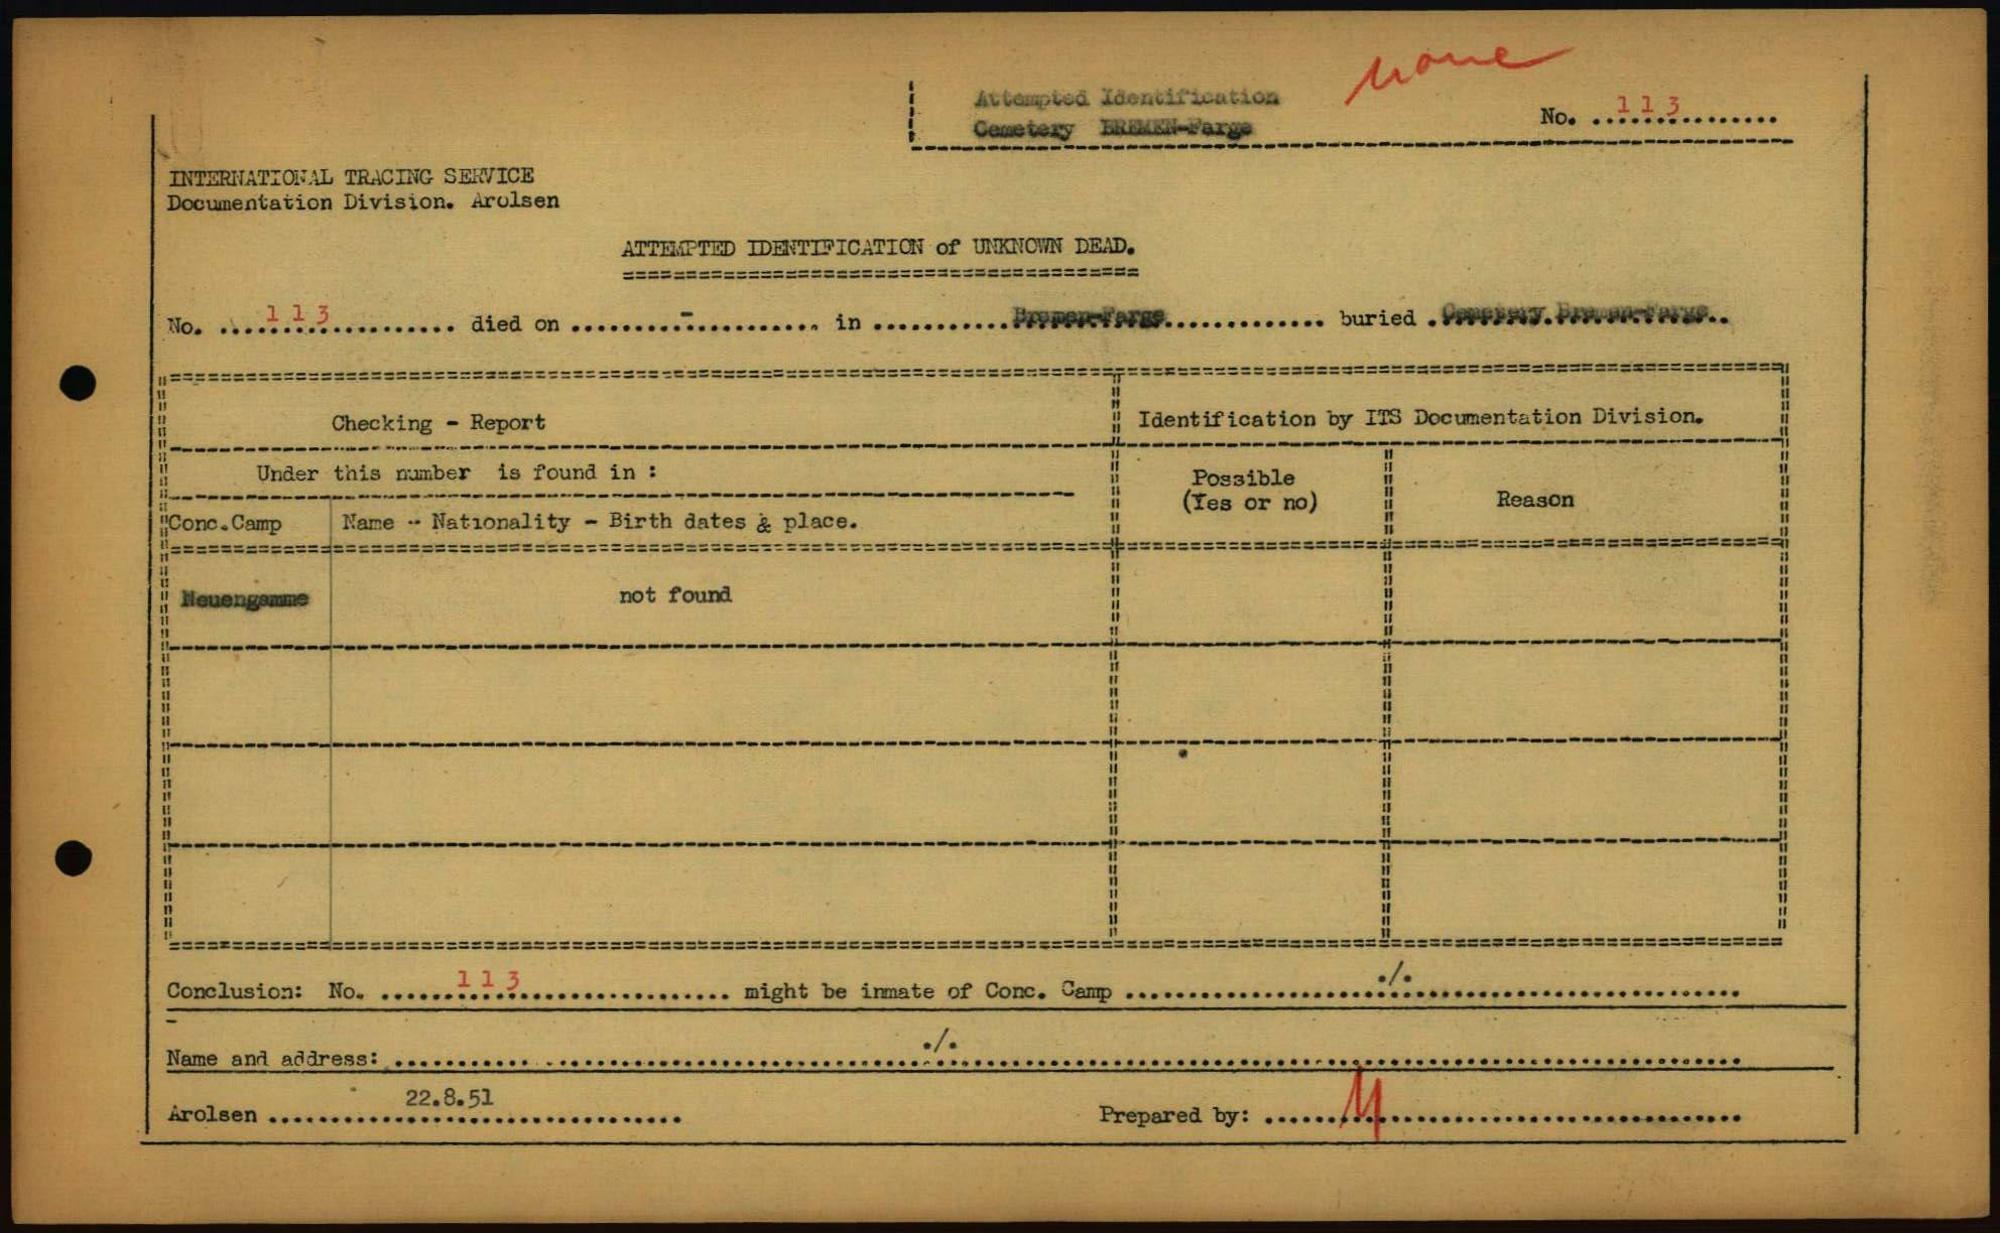 none
Attempted Identification
Cemetery BREMEN-Farge
No. ..113........
INTERNATIONAL TRACING SERVICE
Documentation Division. Arolsen
ATTEMPTED IDENTIFICATION of UNKNOWN DEAD.
No. ....113.......... died on .........-.......... in ...........Bremen-Farge............. buried .Cemetery Bremen-Farge..
Checking - Report
Identification by ITS Documentation Division.
Under this number is found in :
Possible
(Yes or no)
Reason
Conc.Camp
Name - Nationality - Birth dates & place.
Neuengamme
not found
Conclusion: No. ......113................. might be inmate of Conc. Camp ...................../............................
-
Name and address: ............................................/............................................................
22.8.51
Arolsen .................................
Prepared by: ......................................